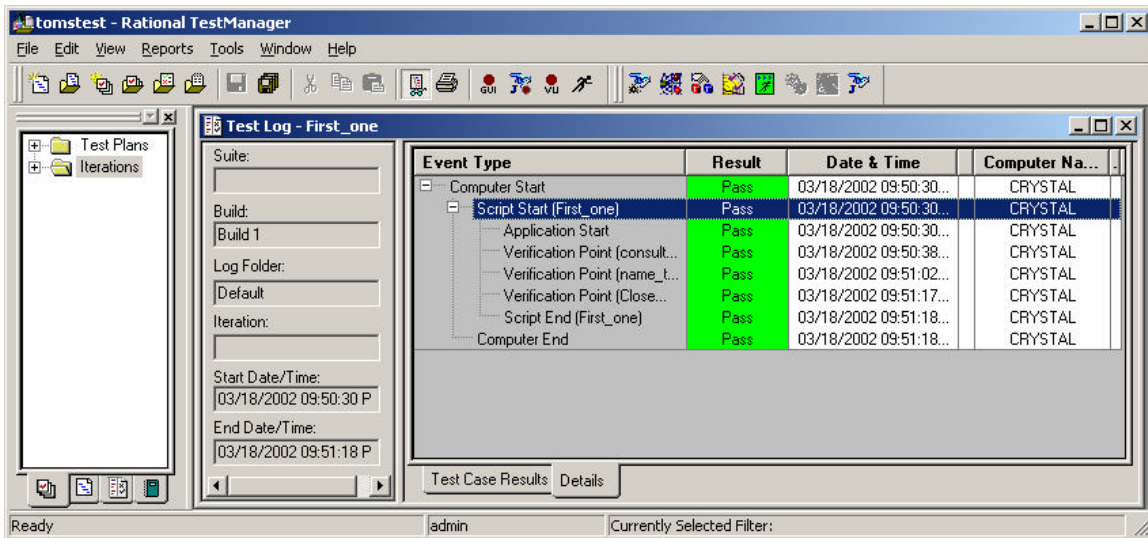 tomstest - Rational TestManager
File Edit View Reports Tools Window Help
GUI VU
Test Plans
Iterations
Test Log - First_one
Suite:
Build:
Build 1
Log Folder:
Default
Iteration:
Start Date/Time:
03/18/2002 09:50:30 P
End Date/Time:
03/18/2002 09:51:18 P
Event Type Result Date & Time Computer Na... .
Computer Start Pass 03/18/2002 09:50:30... CRYSTAL
Script Start (First_one) Pass 03/18/2002 09:50:30... CRYSTAL
Application Start Pass 03/18/2002 09:50:30... CRYSTAL
Verification Point (consult... Pass 03/18/2002 09:50:38... CRYSTAL
Verification Point (name_t... Pass 03/18/2002 09:51:02... CRYSTAL
Verification Point (Close... Pass 03/18/2002 09:51:17... CRYSTAL
Script End (First_one) Pass 03/18/2002 09:51:18... CRYSTAL
Computer End Pass 03/18/2002 09:51:18... CRYSTAL
Test Case Results Details
Ready admin Currently Selected Filter: